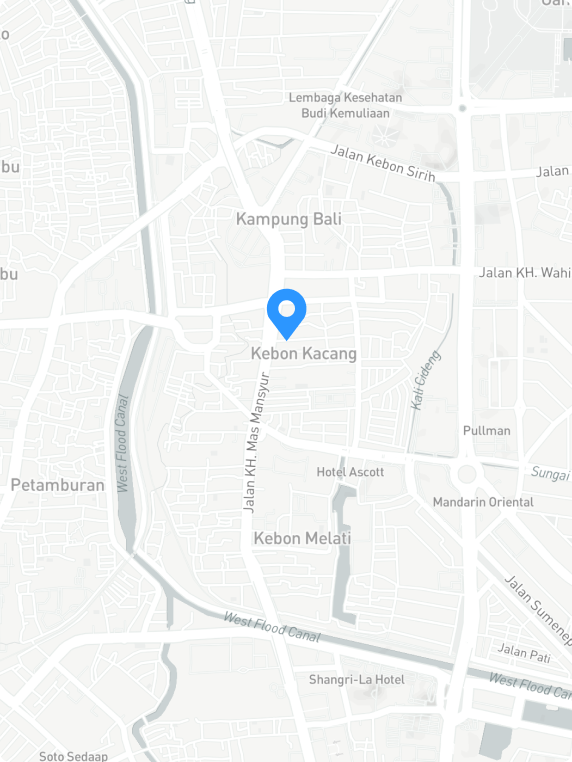 Lembaga Kesehatan
Budi Kemuliaan
Jalan Kebon Sirih
Jalan
bu
Kampung Bali
bu
Jalan KH. Wahi
Kebon Kacang
Kali Cideng
Jalan KH. Mas Mansyur
West Flood Canal
Pullman
Hotel Ascott
Sungai
Petamburan
Mandarin Oriental
Kebon Melati
Jalan Sumenep
West Flood Canal
Jalan Pati
Shangri-La Hotel
West Flood Can
Soto Sedaap